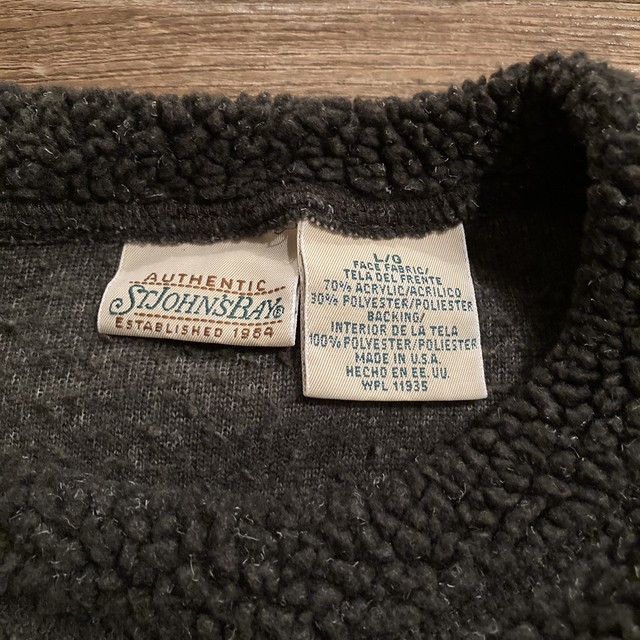 AUTHENTIC
ST JOHN'S BAY®
ESTABLISHED 1984
L/G
FACE FABRIC/
TELA DEL FRENTE
70% ACRYLIC/ACRILICO
30% POLYESTER/POLIESTER
BACKING/
INTERIOR DE LA TELA
100% POLYESTER/POLIESTER
MADE IN U.S.A.
HECHO EN EE. UU.
WPL 11935